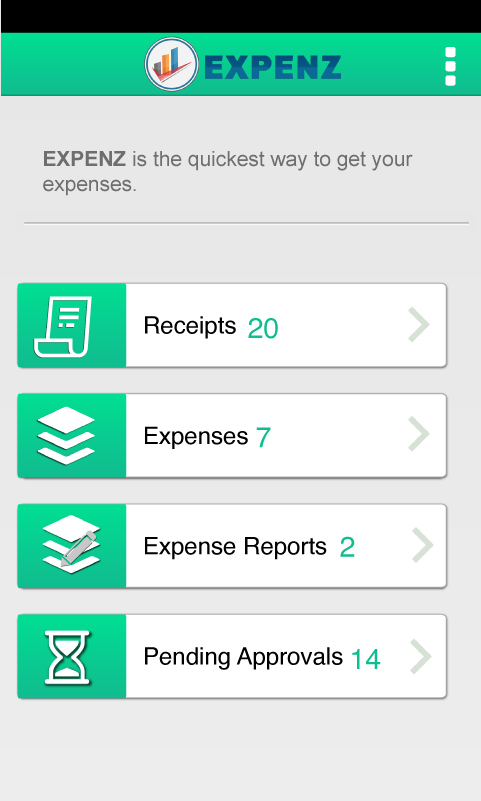 EXPENZ
EXPENZ is the quickest way to get your
expenses.
Receipts 20
Expenses 7
Expense Reports 2
Pending Approvals 14